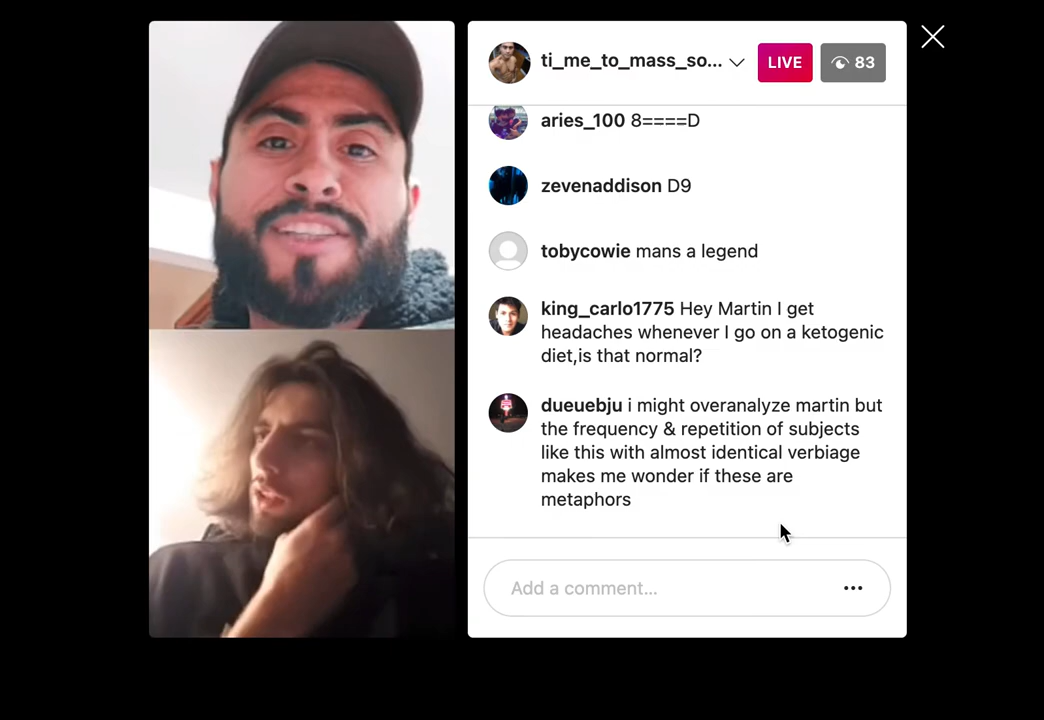 ti_me_to_mass_so...
LIVE
83
aries_100 8====D
zevenaddison D9
tobycowie mans a legend
king_carlo1775 Hey Martin I get
headaches whenever I go on a ketogenic
diet,is that normal?
dueuebju i might overanalyze martin but
the frequency & repetition of subjects
like this with almost identical verbiage
makes me wonder if these are
metaphors
Add a comment...